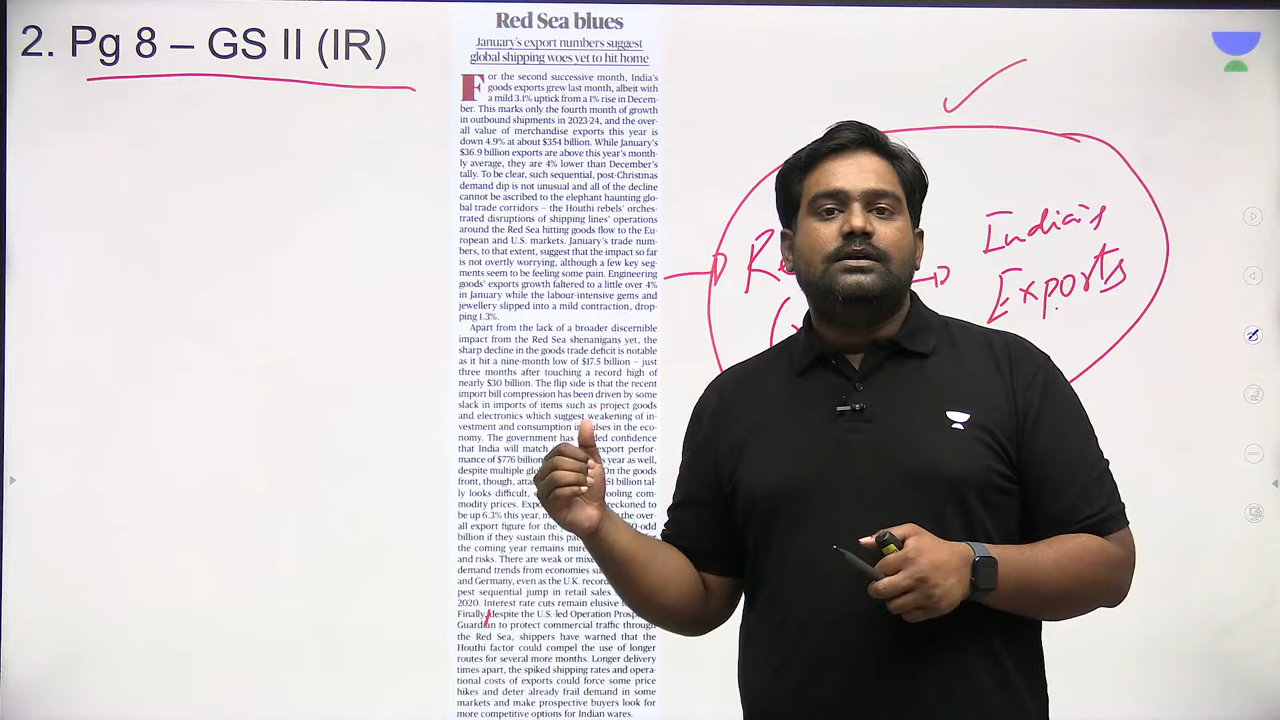 2. Pg 8 – GS II (IR)
Red Sea blues
January's export numbers suggest
global shipping woes yet to hit home
For the second successive month, India's
goods exports grew last month, albeit with
a mild 3.1% uptick from a 1% rise in Decem-
ber. This marks only the fourth month of growth
in outbound shipments in 2023-24, and the over-
all value of merchandise exports this year is
down 4.9% at about $354 billion. While January's
$36.9 billion exports are above this year's month-
ly average, they are 4% lower than December's
tally. To be clear, such sequential, post-Christmas
demand dip is not unusual and all of the decline
cannot be ascribed to the elephant haunting glo-
bal trade corridors – the Houthi rebels' orches-
trated disruptions of shipping lines' operations
around the Red Sea hitting goods flow to the Eu-
ropean and U.S. markets. January's trade num-
bers, to that extent, suggest that the impact so far
is not overtly worrying, although a few key seg-
ments seem to be feeling some pain. Engineering
goods' exports growth faltered to a little over 4%
in January while the labour-intensive gems and
jewellery slipped into a mild contraction, drop-
ping 1.3%.
Apart from the lack of a broader discernible
impact from the Red Sea shenanigans yet, the
sharp decline in the goods trade deficit is notable
as it hit a nine-month low of $17.5 billion – just
three months after touching a record high of
nearly $30 billion. The flip side is that the recent
import bill compression has been driven by some
slack in imports of items such as project goods
and electronics which suggest weakening of in-
vestment and consumption in the eco-
nomy. The government has confidence
that India will match export perfor-
mance of $776 billion year as well,
despite multiple On the goods
front, though, tal-
ly looks difficult, com-
modity prices. reckoned to
be up 6.3% this year, the over-
all export figure for the
billion if they sustain this
the coming year remains
and risks. There are weak or
demand trends from economies
and Germany, even as the U.K.
pest sequential jump in retail sales
2020. Interest rate cuts remain elusive
Finally, despite the U.S.-led Operation
Guardian to protect commercial traffic through
the Red Sea, shippers have warned that the
Houthi factor could compel the use of longer
routes for several more months. Longer delivery
times apart, the spiked shipping rates and opera-
tional costs of exports could force some price
hikes and deter already frail demand in some
markets and make prospective buyers look for
more competitive options for Indian wares.
India's
Exports